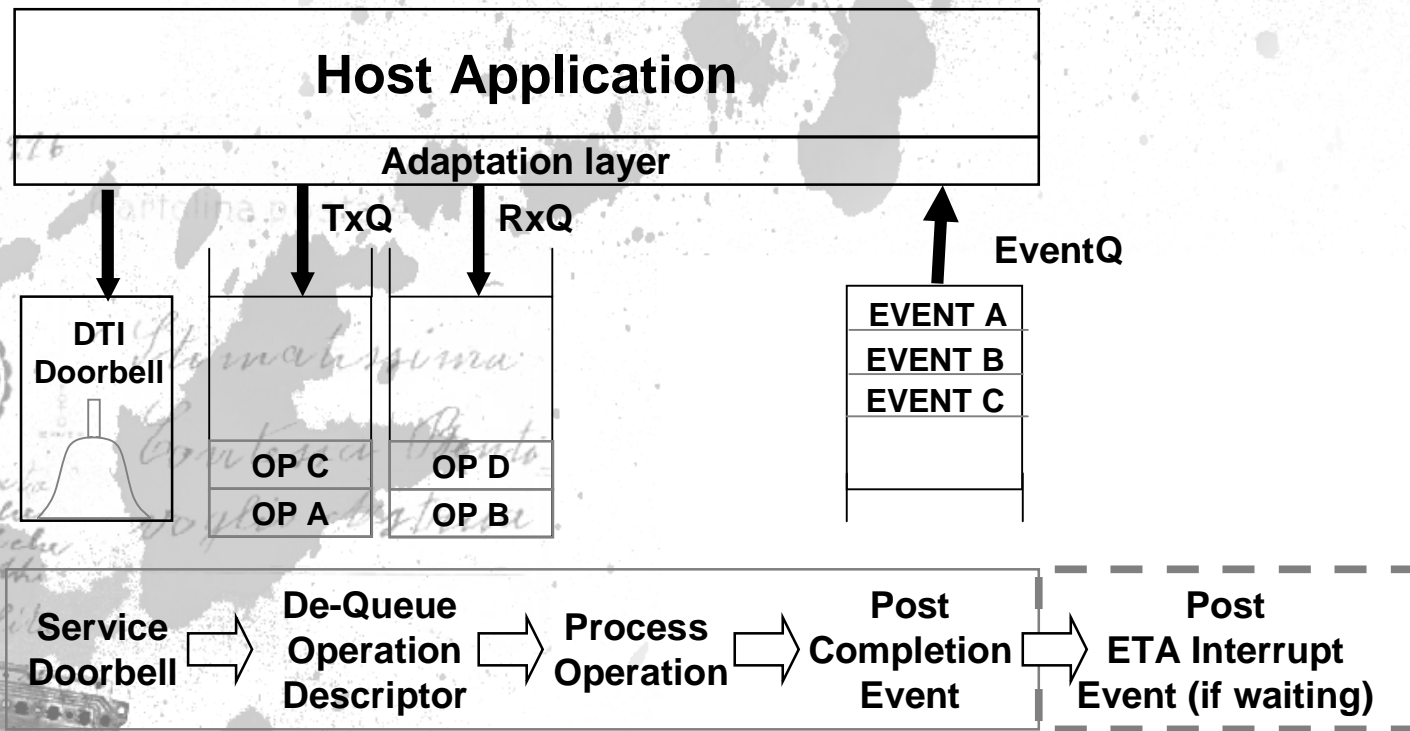 Host Application
Adaptation layer
TxQ
RxQ
EventQ
DTI
Doorbell
OP C
OP A
OP D
OP B
EVENT A
EVENT B
EVENT C
Service
Doorbell
De-Queue
Operation
Descriptor
Process
Operation
Post
Completion
Event
Post
ETA Interrupt
Event (if waiting)